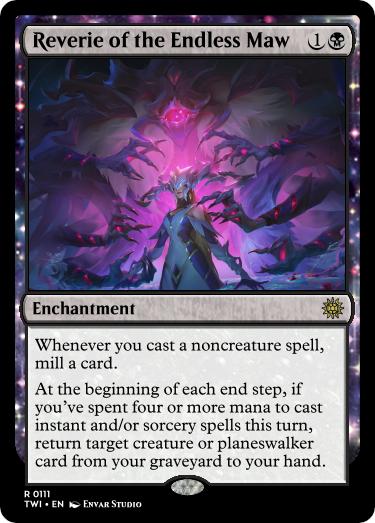 Reverie of the Endless Maw 1
Enchantment
Whenever you cast a noncreature spell,
mill a card.
At the beginning of each end step, if
you've spent four or more mana to cast
instant and/or sorcery spells this turn,
return target creature or planeswalker
card from your graveyard to your hand.
R 0111
TWI • EN Envar Studio